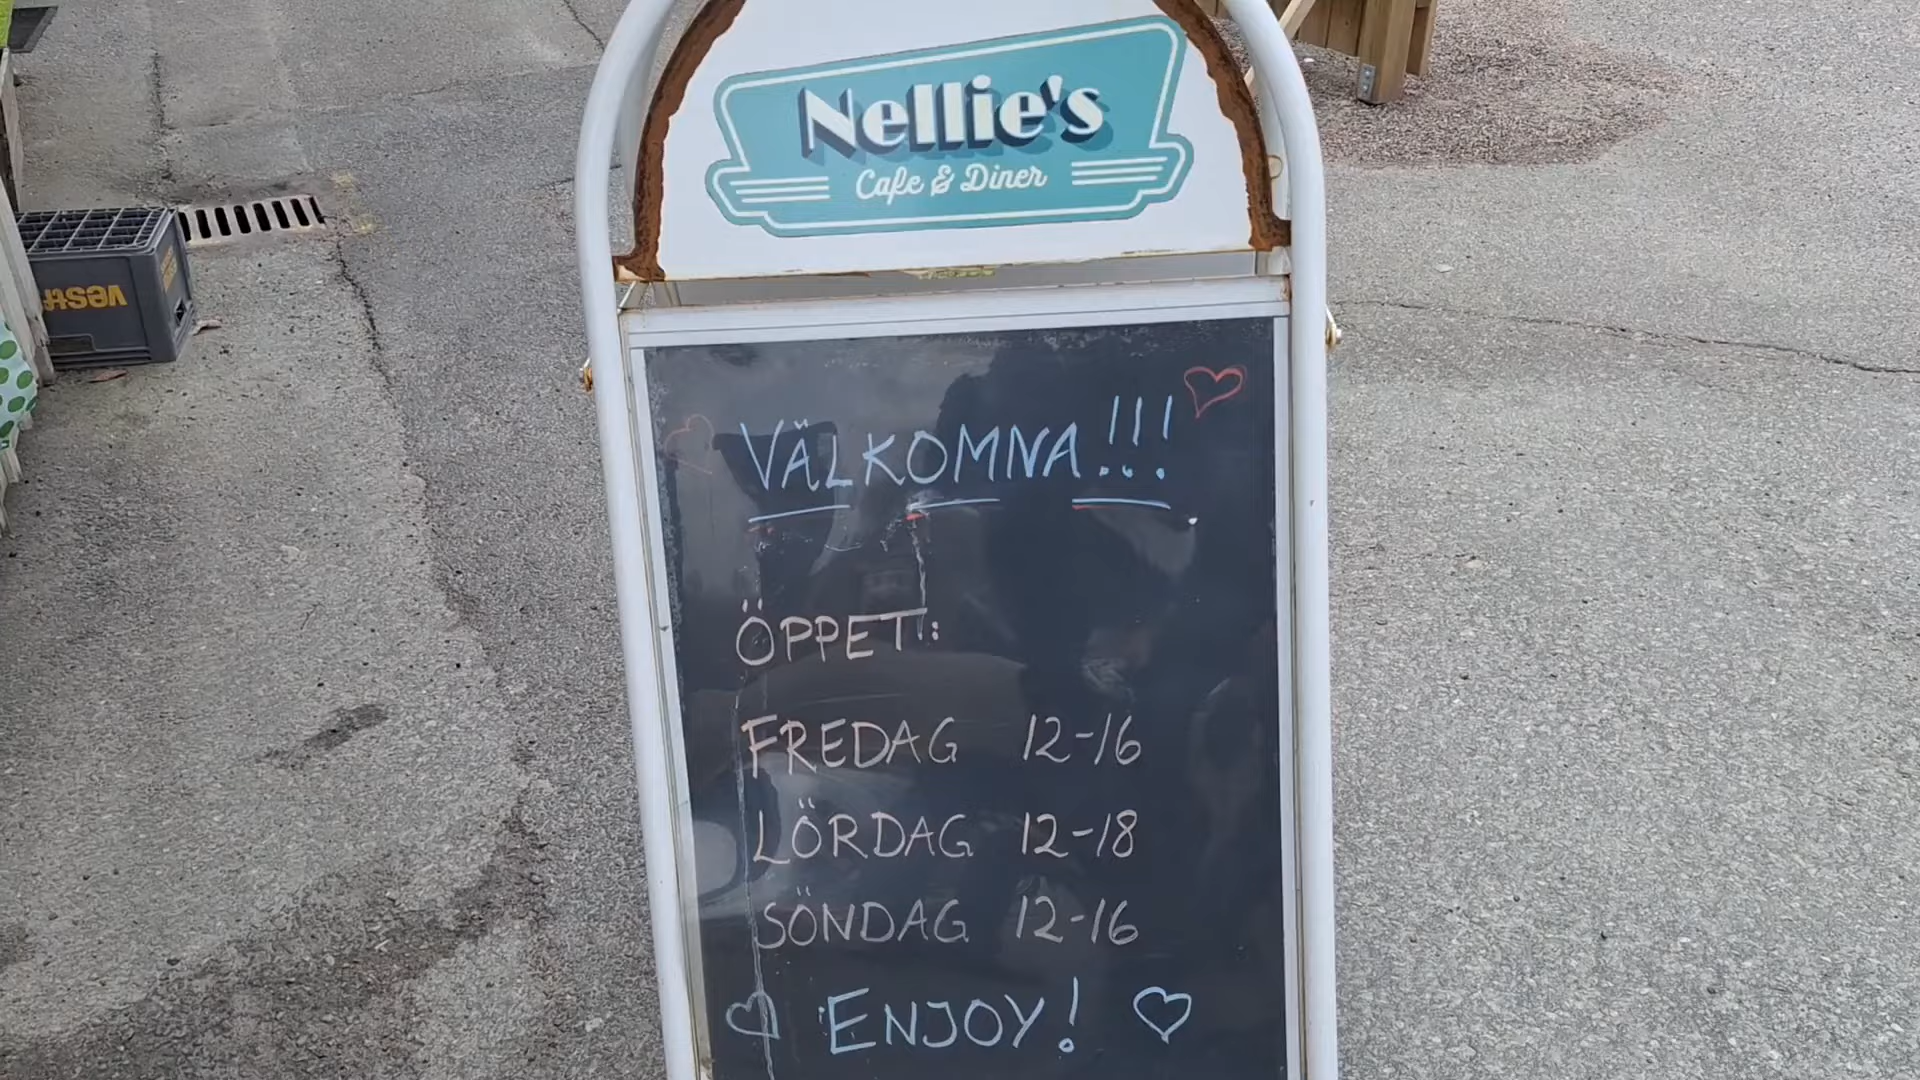 Nellie's
Cafe & Diner
VÄLKOMNA!!!
ÖPPET:
FREDAG 12-16
LÖRDAG 12-18
SÖNDAG 12-16
ENJOY!